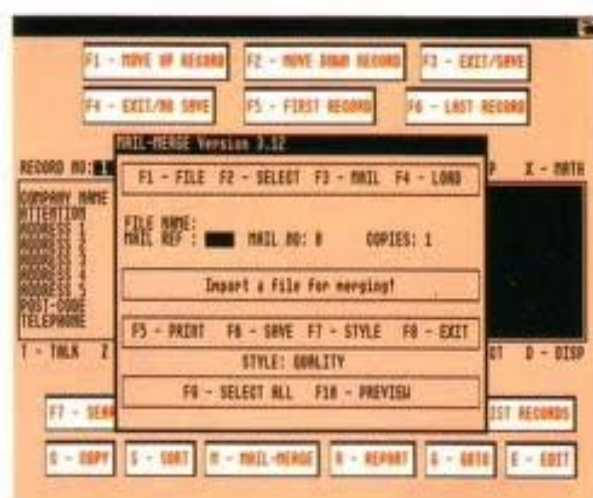 F1 - MOVE UP RECORD F2 - MOVE DOWN RECORD F3 - EXIT/SAVE
F4 - EXIT/NO SAVE F5 - FIRST RECORD F6 - LAST RECORD
MAIL-MERGE Version 3.12
RECORD NO: 1
X - MATH
F1 - FILE F2 - SELECT F3 - MAIL F4 - LOAD
COMPANY NAME
ATTENTION
ADDRESS-1
ADDRESS-2
ADDRESS-3
ADDRESS-4
ADDRESS-5
POST-CODE
TELEPHONE
FILE NAME:
MAIL REF : MAIL NO: 0 COPIES: 1
Import a File For merging!
F5 - PRINT F6 - SAVE F7 - STYLE F8 - EXIT
T - TALK Z
D - DISP
STYLE: QUALITY
F9 - SELECT ALL F10 - PREVIEW
F7 - SEAR
IST RECORDS
C - COPY S - SORT M - MAIL-MERGE R - REPORT G - GOTO E - EDIT